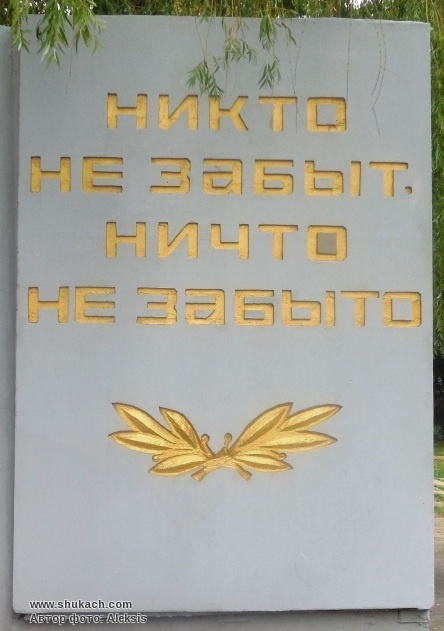 НИКТО
НЕ ЗАБЫТ.
НИЧТО
НЕ ЗАБЫТО
www.shukach.com
Автор фото: Aleksis